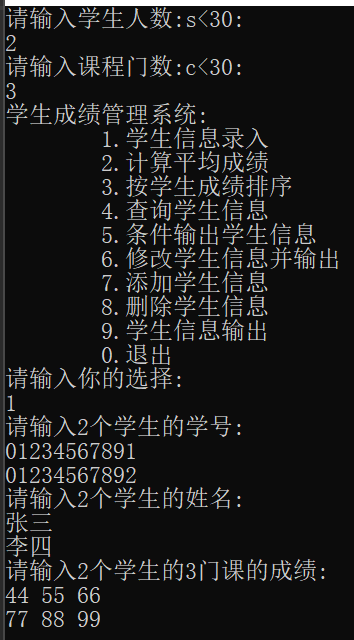 请输入学生人数:s<30:
2
请输入课程门数:c<30:
3
学生成绩管理系统:
1.学生信息录入
2.计算平均成绩
3.按学生成绩排序
4.查询学生信息
5.条件输出学生信息
6.修改学生信息并输出
7.添加学生信息
8.删除学生信息
9.学生信息输出
0.退出
请输入你的选择:
1
请输入2个学生的学号:
01234567891
01234567892
请输入2个学生的姓名:
张三
李四
请输入2个学生的3门课的成绩:
44 55 66
77 88 99